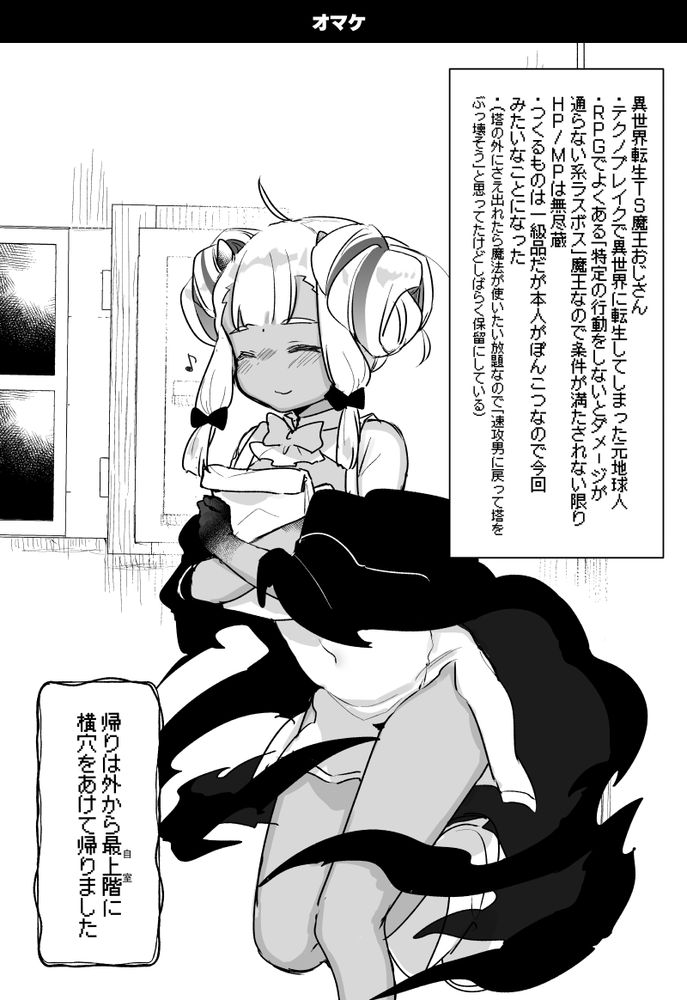 オマケ
異世界転生TS魔王おじさん
・テクノブレイクで異世界に転生してしまった元地球人
・RPGでよくある「特定の行動をしないとダメージが
通らない系ラスボス」魔王なので条件が満たされない限り
HP/MPは無尽蔵
・つくるものは一級品だが本人がぽんこつなので今回
みたいなことになった
・(塔の外にさえ出れたら魔法が使いたい放題なので「速攻男に戻って塔を
ぶっ壊そう」と思ってたけどしばらく保留にしている)
♪
帰りは外から最上階に
自室
横穴をあけて帰りました